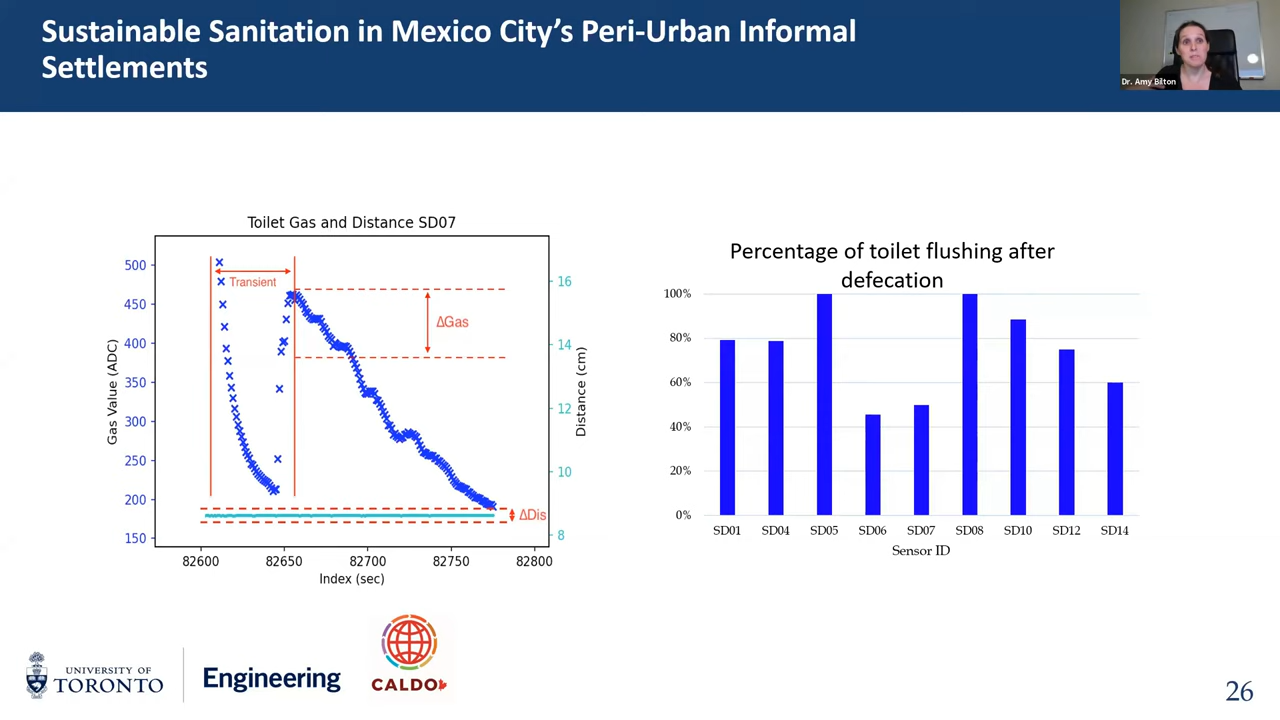 Sustainable Sanitation in Mexico City's Peri-Urban Informal
Settlements
Dr. Amy Bilton
Toilet Gas and Distance SD07
Gas Value (ADC)
500
450
400
350
300
250
200
150
Transient
ΔGas
ΔDis
16
14
12
10
8
Distance (cm)
82600 82650 82700 82750 82800
Index (sec)
Percentage of toilet flushing after
defecation
100%
80%
60%
40%
20%
0%
SD01 SD04 SD05 SD06 SD07 SD08 SD10 SD12 SD14
Sensor ID
UNIVERSITY OF
TORONTO
Engineering
CALDO
26